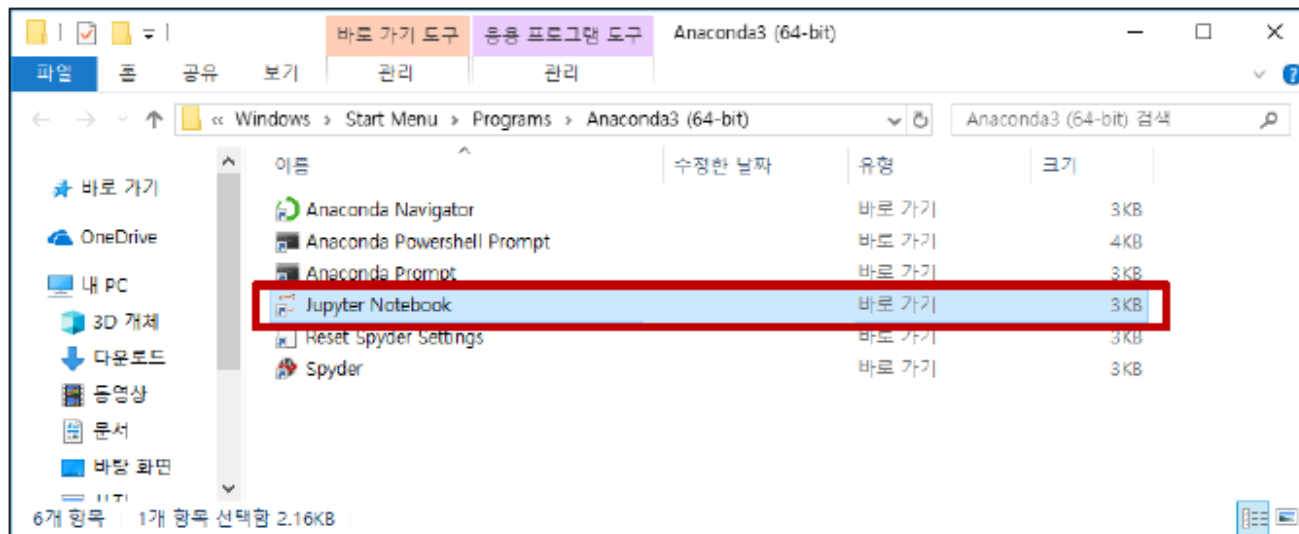 바로 가기 도구 응용 프로그램 도구 Anaconda3 (64-bit)
파일 홈 공유 보기 관리 관리
« Windows › Start Menu › Programs › Anaconda3 (64-bit) Anaconda3 (64-bit) 검색
이름 수정한 날짜 유형 크기
바로 가기
OneDrive
내 PC
3D 개체
다운로드
동영상
문서
바탕 화면
Anaconda Navigator 바로 가기 3KB
Anaconda Powershell Prompt 바로 가기 4KB
Anaconda Prompt 바로 가기 3KB
Jupyter Notebook 바로 가기 3KB
Reset Spyder Settings 바로 가기 3KB
Spyder 바로 가기 3KB
6개 항목 1개 항목 선택함 2.16KB